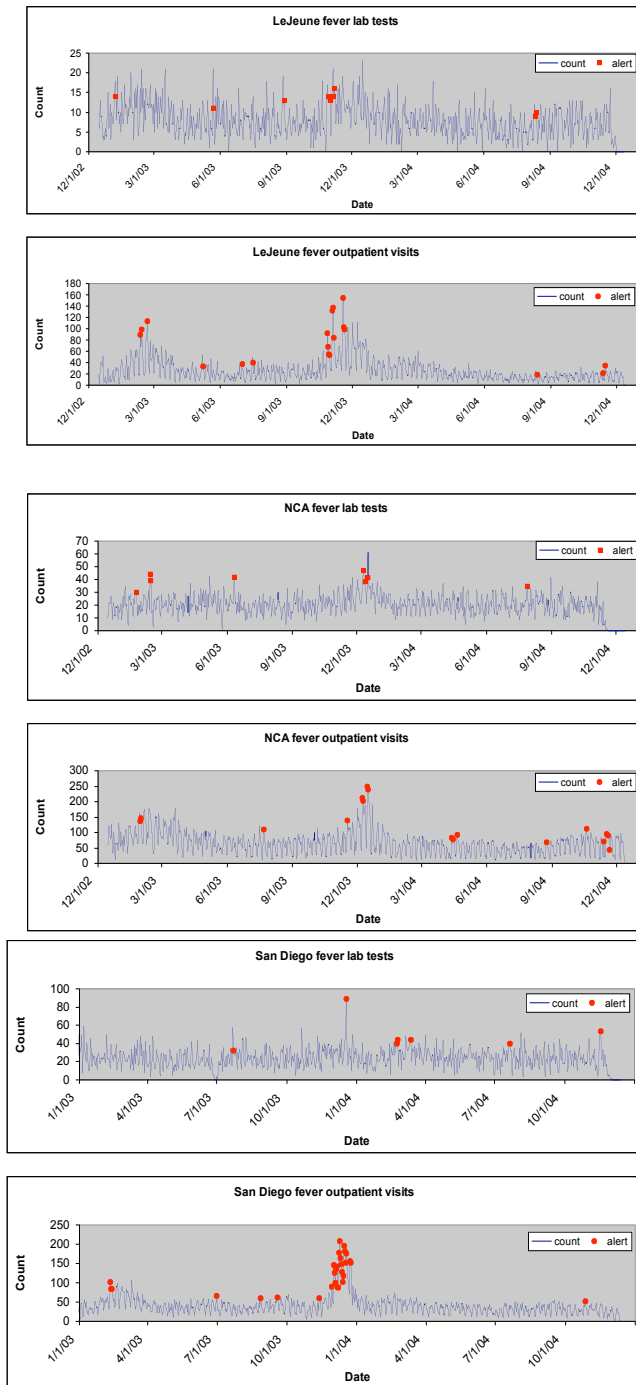 LeJeune fever lab tests
25
20
15
10
5
0
Count
count alert
12/1/02 3/1/03 6/1/03 9/1/03 12/1/03 3/1/04 6/1/04 9/1/04 12/1/04
Date
LeJeune fever outpatient visits
180
160
140
120
100
80
60
40
20
0
Count
count alert
12/1/02 3/1/03 6/1/03 9/1/03 12/1/03 3/1/04 6/1/04 9/1/04 12/1/04
Date
NCA fever lab tests
70
60
50
40
30
20
10
0
Count
count alert
12/1/02 3/1/03 6/1/03 9/1/03 12/1/03 3/1/04 6/1/04 9/1/04 12/1/04
Date
NCA fever outpatient visits
300
250
200
150
100
50
0
Count
count alert
12/1/02 3/1/03 6/1/03 9/1/03 12/1/03 3/1/04 6/1/04 9/1/04 12/1/04
Date
San Diego fever lab tests
100
80
60
40
20
0
Count
count alert
1/1/03 4/1/03 7/1/03 10/1/03 1/1/04 4/1/04 7/1/04 10/1/04
Date
San Diego fever outpatient visits
250
200
150
100
50
0
Count
count alert
1/1/03 4/1/03 7/1/03 10/1/03 1/1/04 4/1/04 7/1/04 10/1/04
Date